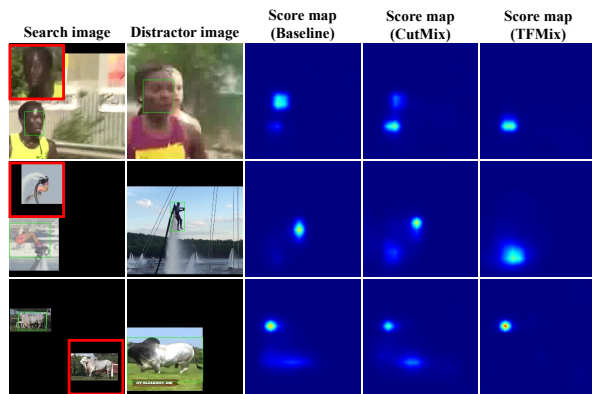 Search image
Distractor image
Score map
(Baseline)
Score map
(CutMix)
Score map
(TFMix)